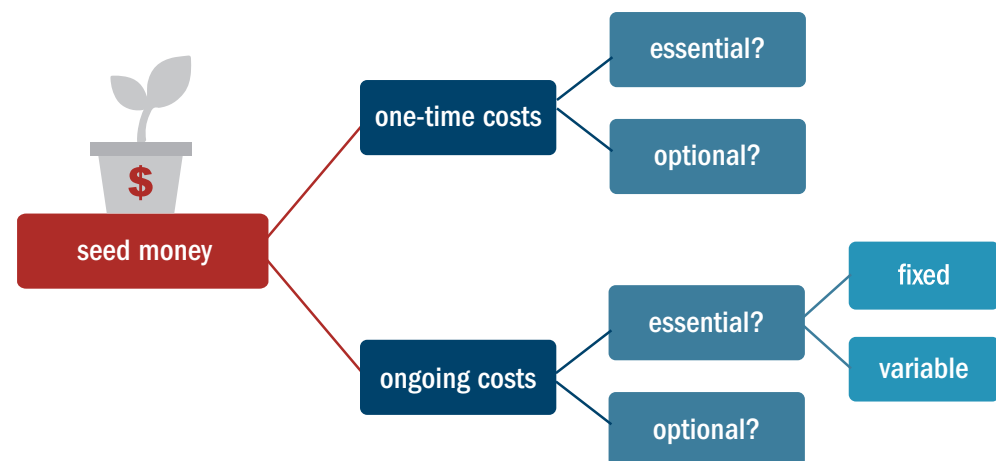 $
seed money
one-time costs
essential?
optional?
ongoing costs
essential?
fixed
variable
optional?